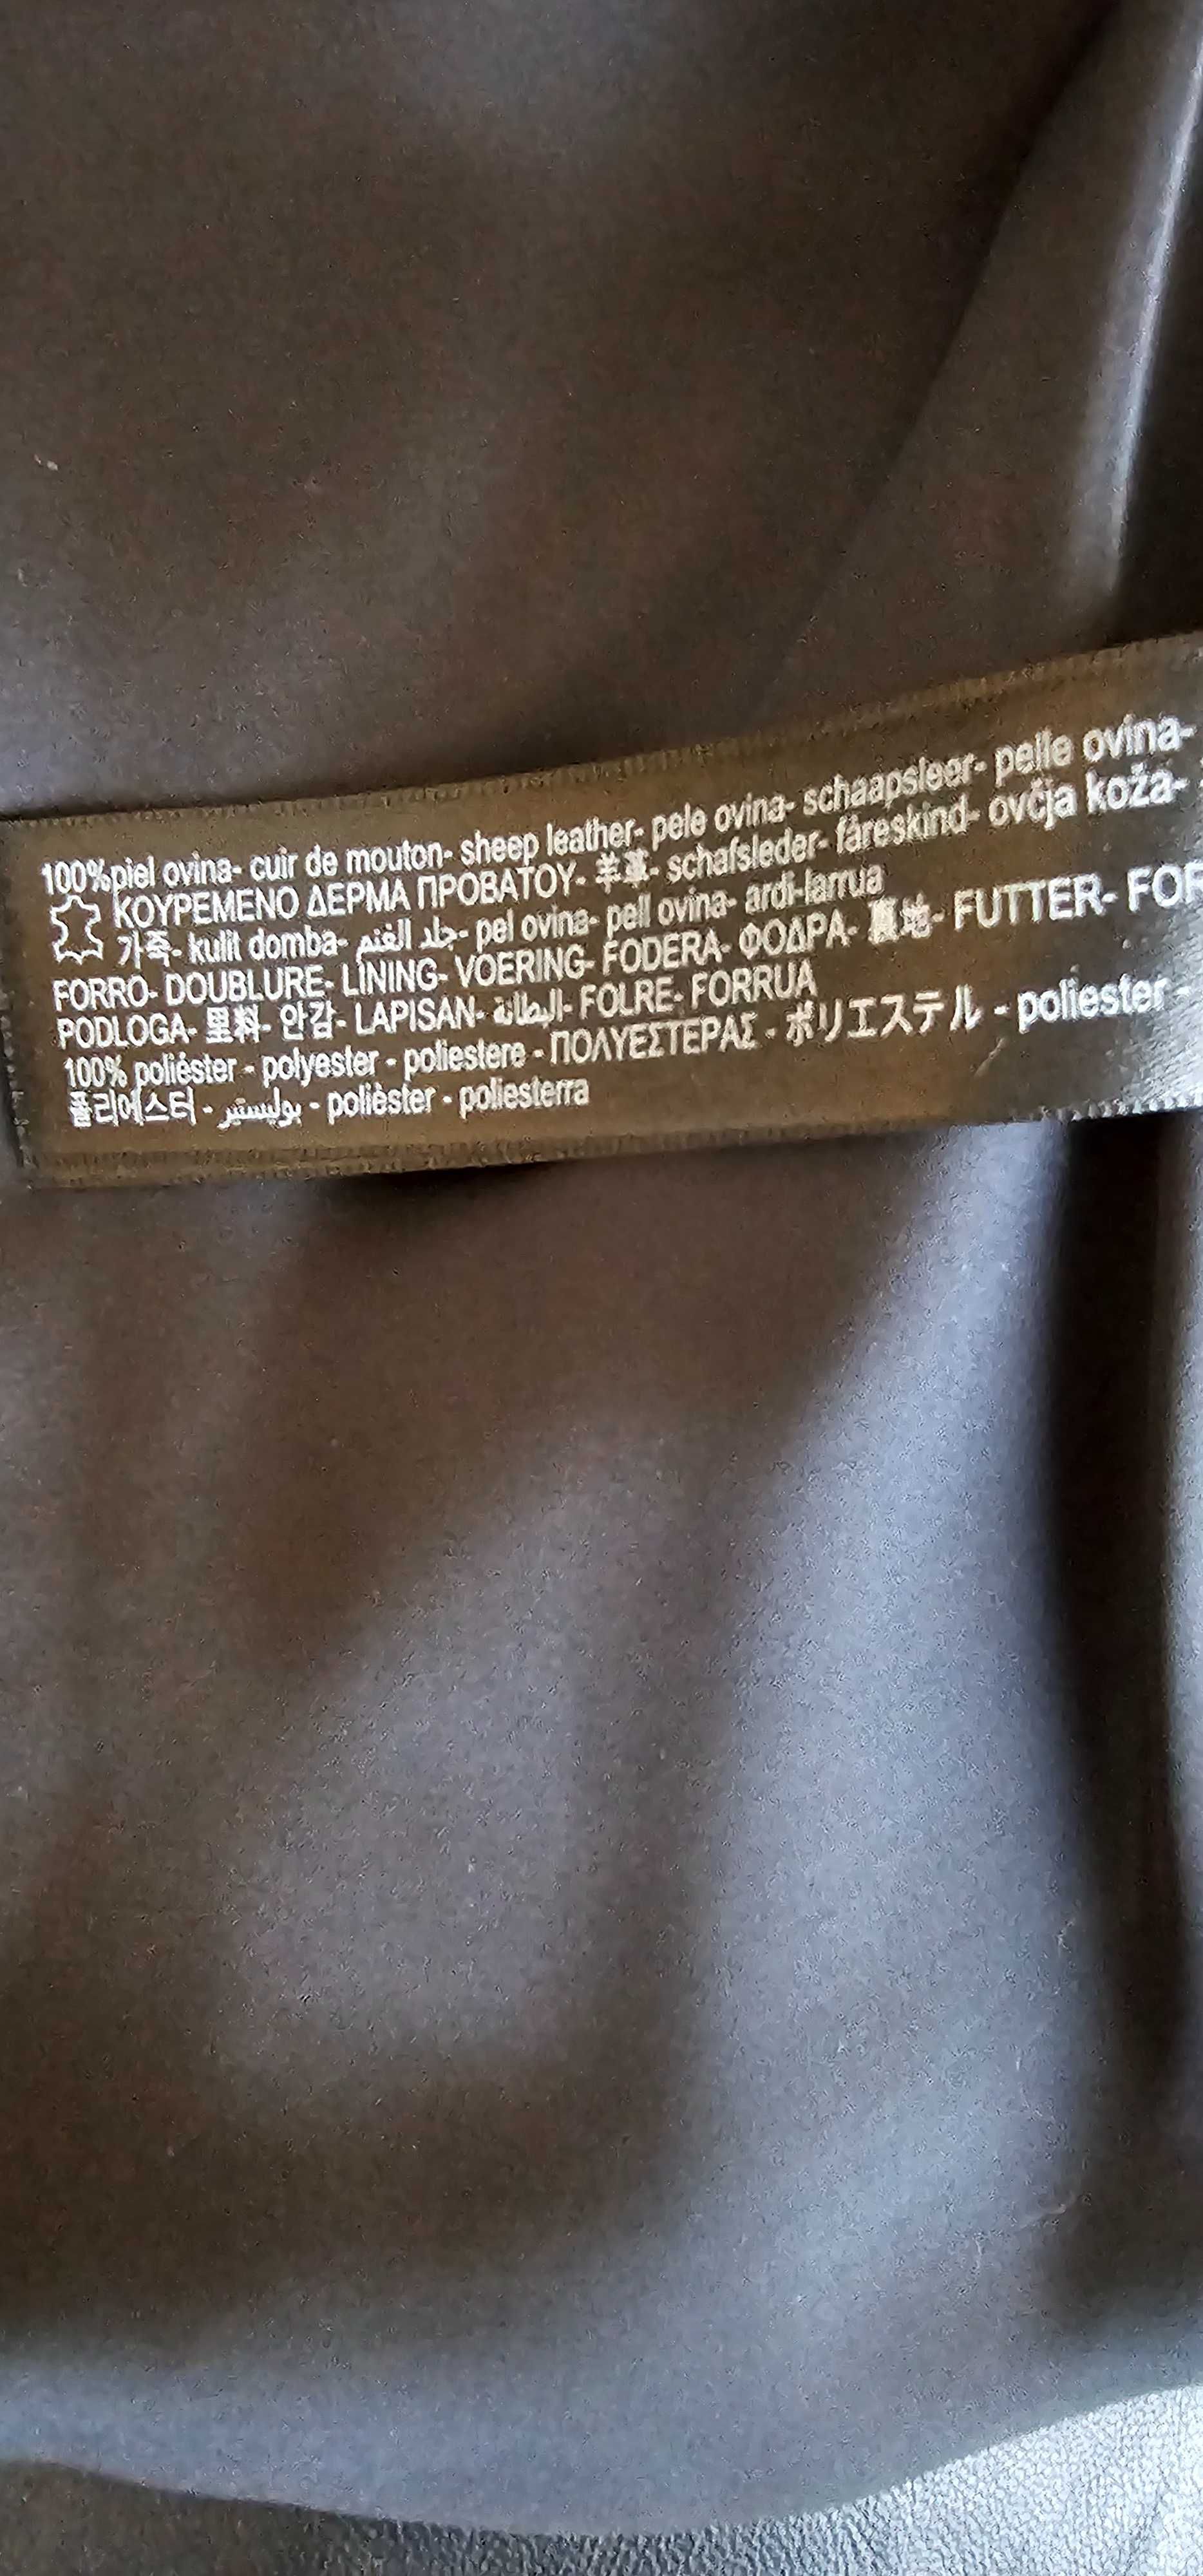 100%piel ovina- cuir de mouton- sheep leather- pele ovina- schaapsleer- pelle ovina-
ΚΟΥΡΕΜΕΝΟ ΔΕΡΜΑ ΠΡΟΒΑΤΟΥ- 羊革- schafsleder- fåreskind- ovčja koža-
가죽- kulit domba- جلد الغنم- pel ovina- pell ovina- ardi-larrua
FORRO- DOUBLURE- LINING- VOERING- FODERA- ΦΟΔΡΑ- 裏地- FUTTER- FOR
PODLOGA- 里料- 안감- LAPISAN- البطانة- FOLRE- FORRUA
100% poliéster - polyester - poliestere - ΠΟΛΥΕΣΤΕΡΑΣ - ポリエステル - poliester -
폴리에스터 - بوليستير - polièster - poliesterra